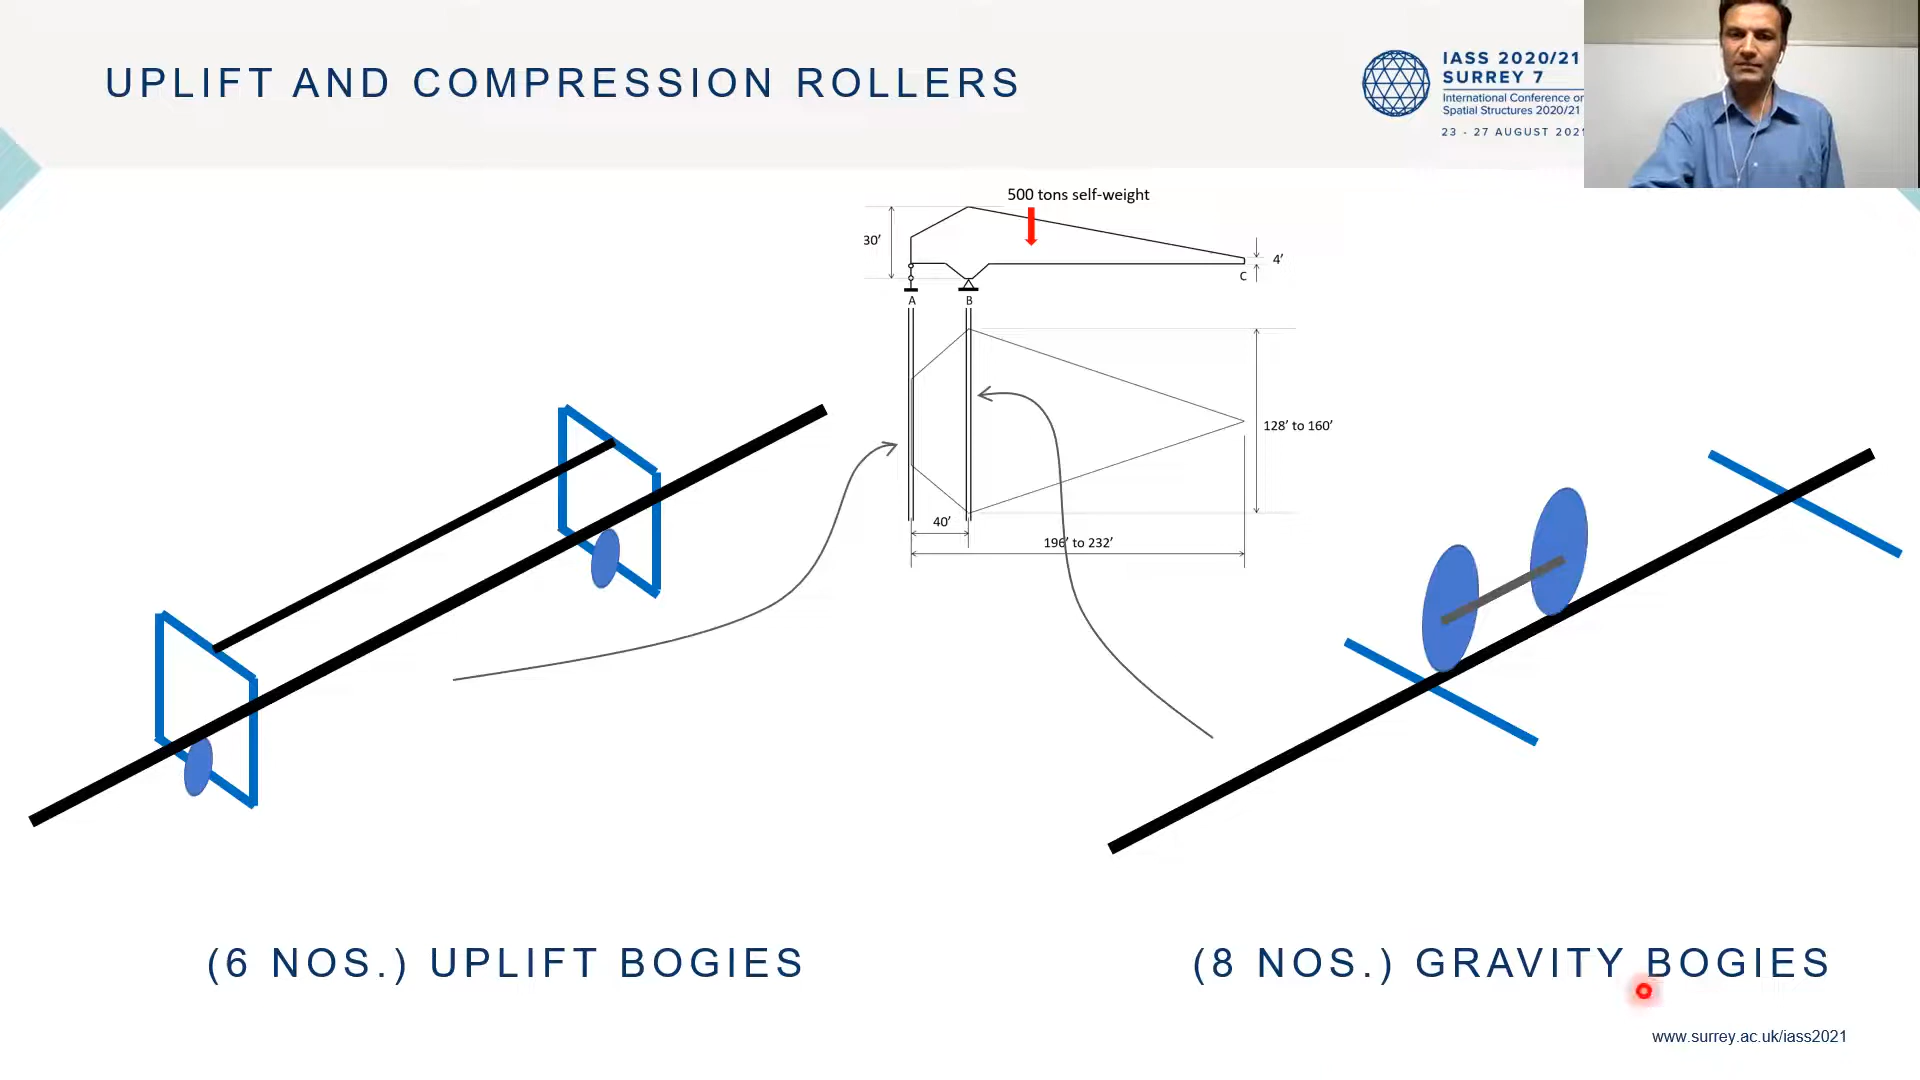 UPLIFT AND COMPRESSION ROLLERS
IASS 2020/21
SURREY 7
International Conference on
Spatial Structures 2020/21
23 - 27 AUGUST 2021
500 tons self-weight
30’
4’
C
A
B
128’ to 160’
40’
196’ to 232’
(6 NOS.) UPLIFT BOGIES
(8 NOS.) GRAVITY BOGIES
www.surrey.ac.uk/iass2021